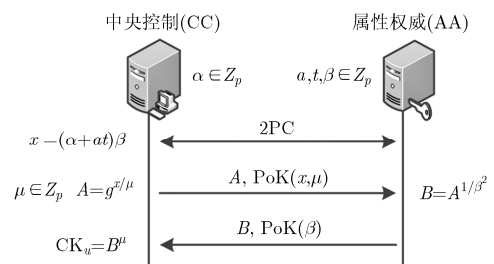 中央控制(CC) 属性权威(AA)
α∈Z_p a,t,β∈Z_p
2PC
x−(α+at)β
A, PoK(x,μ)
μ∈Z_p A=g^{x/μ} B=A^{1/β^2}
B, PoK(β)
CK_u=B^μ